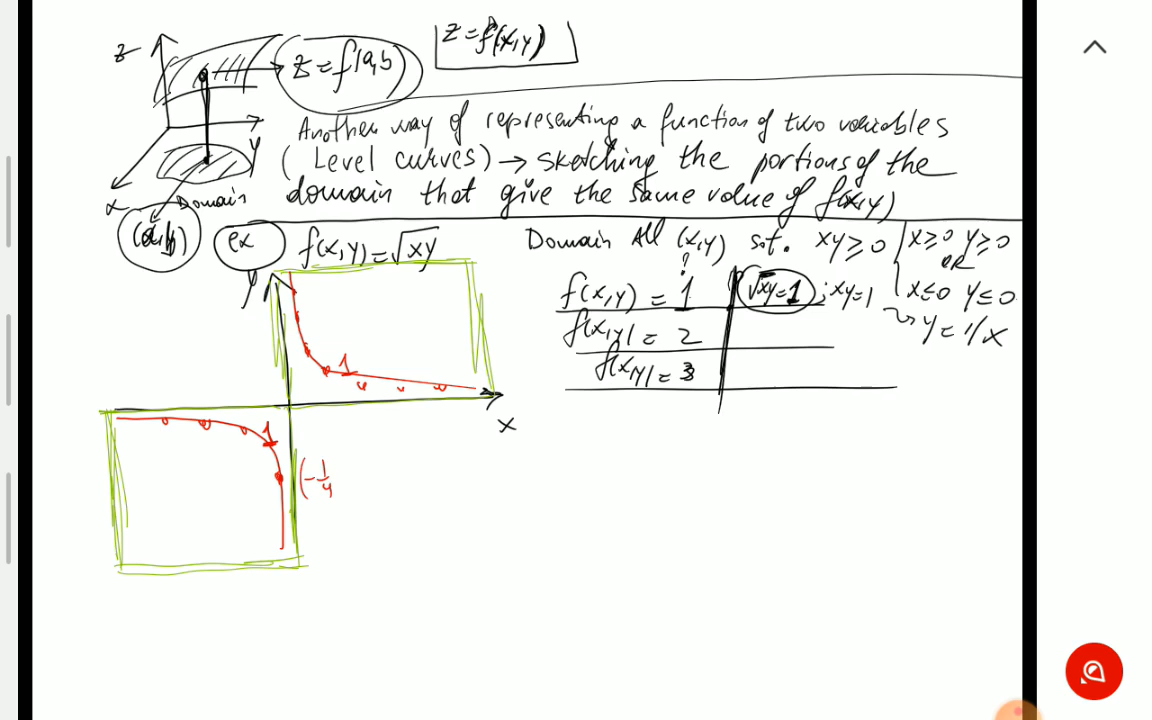 z
z = f(a,b)
z = f(x,y)
y
x
Domain
(a,b)
Another way of representing a function of two variables
(Level curves) → sketching the portions of the
domain that give the same value of f(x,y)
ex f(x,y) = √xy
Domain All (x,y) s.t. xy ≥ 0 x ≥ 0 y ≥ 0
OR
x ≤ 0 y ≤ 0
?
f(x,y) = 1 √xy = 1 ; xy = 1
y = 1/x
f(x,y) = 2
f(x,y) = 3
y
1
x
1
(-1/4